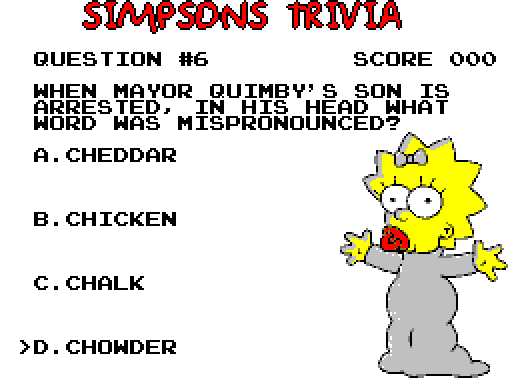 SIMPSONS TRIVIA
QUESTION #6 SCORE 000
WHEN MAYOR QUIMBY'S SON IS
ARRESTED, IN HIS HEAD WHAT
WORD WAS MISPRONOUNCED?
A.CHEDDAR
B.CHICKEN
C.CHALK
>D.CHOWDER